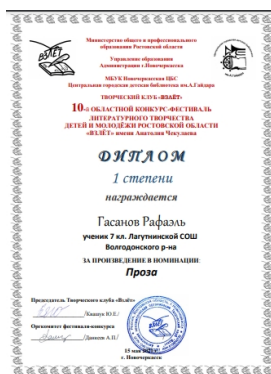 ВЗЛЁТ
Министерство общего и профессионального
образования Ростовской области
Управление образования
Администрации г.Новочеркасска
МБУК Новочеркасская ЦБС
Центральная городская детская библиотека им.А.Гайдара
ТВОРЧЕСКИЙ КЛУБ «ВЗЛЁТ»
10-й ОБЛАСТНОЙ КОНКУРС-ФЕСТИВАЛЬ
ЛИТЕРАТУРНОГО ТВОРЧЕСТВА
ДЕТЕЙ И МОЛОДЁЖИ РОСТОВСКОЙ ОБЛАСТИ
«ВЗЛЁТ» имени Анатолия Чекулаева
ДИПЛОМ
1 степени
награждается
Гасанов Рафаэль
ученик 7 кл. Лагутнинской СОШ
Волгодонского р-на
ЗА ПРОИЗВЕДЕНИЕ В НОМИНАЦИИ:
Проза
Председатель Творческого клуба «Взлёт»
Оргкомитет фестиваля-конкурса
15 мая
г. Новочеркасск